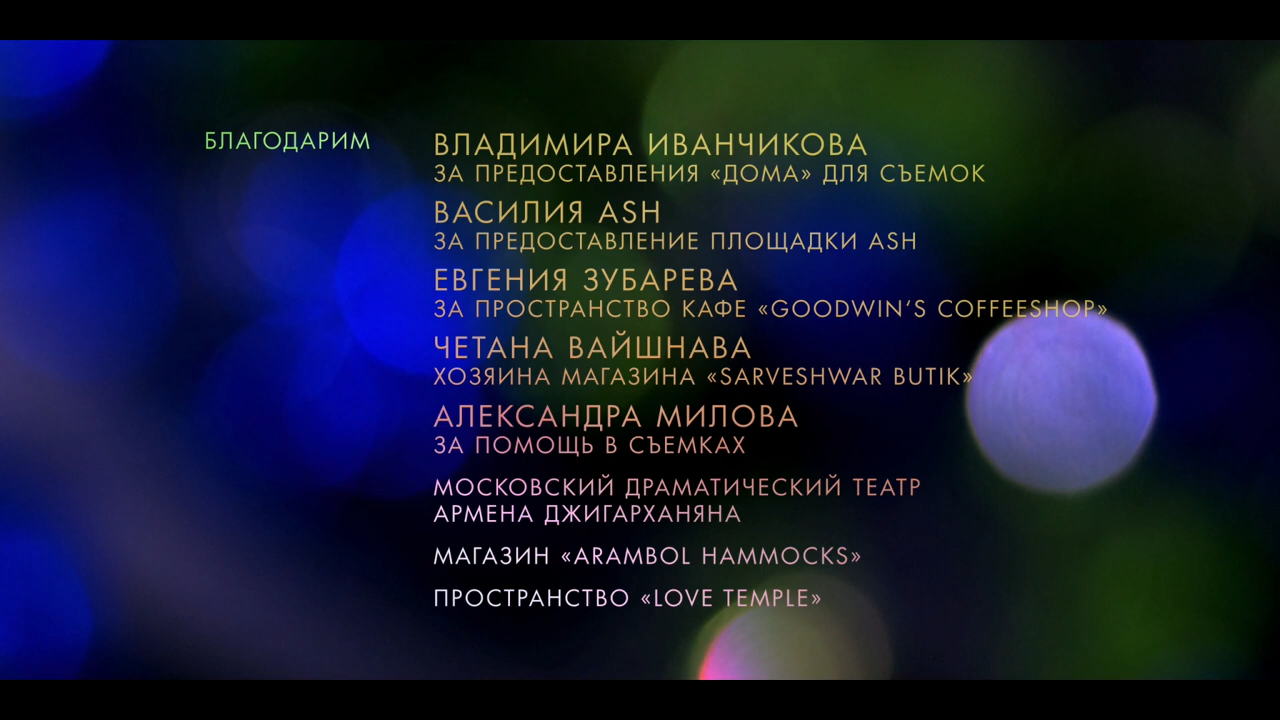 БЛАГОДАРИМ
ВЛАДИМИРА ИВАНЧИКОВА
ЗА ПРЕДОСТАВЛЕНИЯ «ДОМА» ДЛЯ СЪЕМОК
ВАСИЛИЯ ASH
ЗА ПРЕДОСТАВЛЕНИЕ ПЛОЩАДКИ ASH
ЕВГЕНИЯ ЗУБАРЕВА
ЗА ПРОСТРАНСТВО КАФЕ «GOODWIN’S COFFEESHOP»
ЧЕТАНА ВАЙШНАВА
ХОЗЯИНА МАГАЗИНА «SARVESHWAR BUTIK»
АЛЕКСАНДРА МИЛОВА
ЗА ПОМОЩЬ В СЪЕМКАХ
МОСКОВСКИЙ ДРАМАТИЧЕСКИЙ ТЕАТР
АРМЕНА ДЖИГАРХАНЯНА
МАГАЗИН «ARAMBOL HAMMOCKS»
ПРОСТРАНСТВО «LOVE TEMPLE»